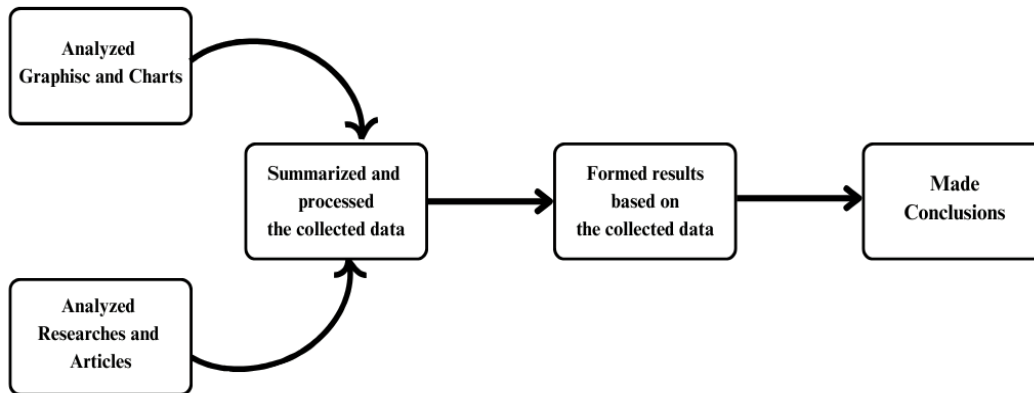 Analyzed
Graphisc and Charts
Summarized and
processed
the collected data
Formed results
based on
the collected data
Made
Conclusions
Analyzed
Researches and
Articles